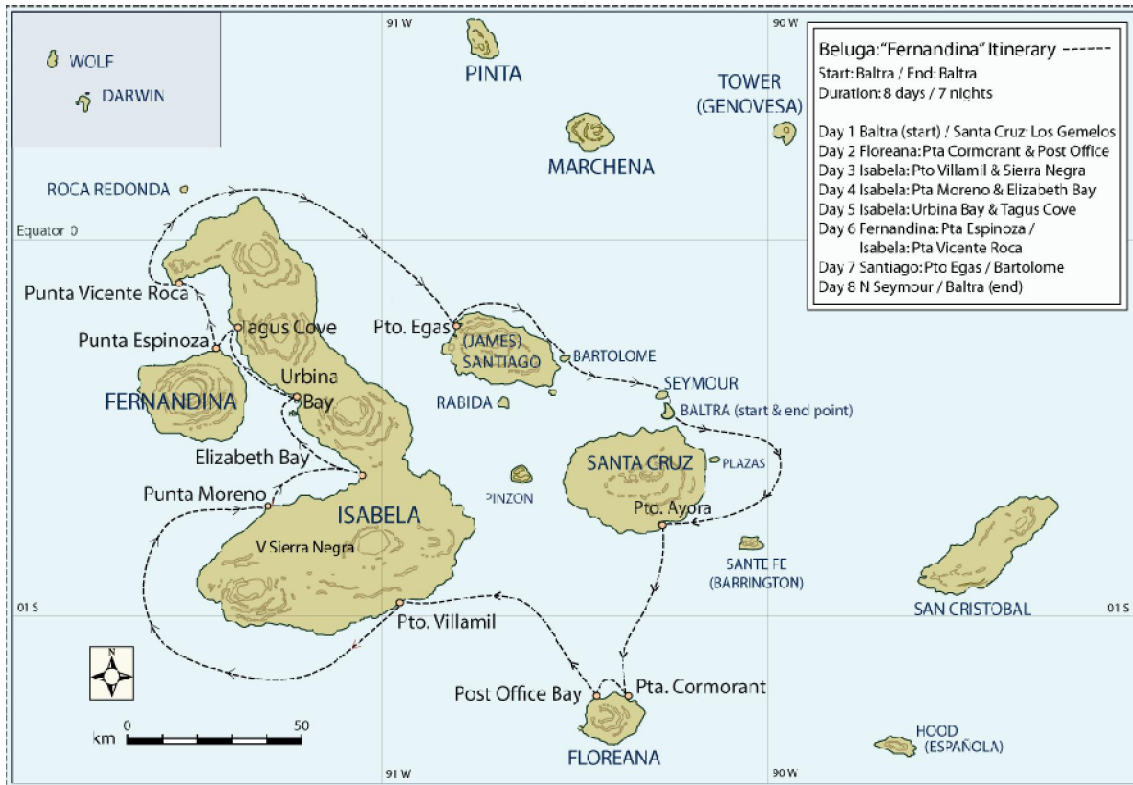 91 W
90 W
WOLF
DARWIN
PINTA
TOWER
(GENOVESA)
MARCHENA
Beluga: "Fernandina" Itinerary
Start: Baltra / End: Baltra
Duration: 8 days / 7 nights
Day 1 Baltra (start) / Santa Cruz: Los Gemelos
Day 2 Floreana: Pta Cormorant & Post Office
Day 3 Isabela: Pto Villamil & Sierra Negra
Day 4 Isabela: Pta Moreno & Elizabeth Bay
Day 5 Isabela: Urbina Bay & Tagus Cove
Day 6 Fernandina: Pta Espinoza /
Isabela: Pta Vicente Roca
Day 7 Santiago: Pto Egas / Bartolome
Day 8 N Seymour / Baltra (end)
ROCA REDONDA
Equator 0
Punta Vicente Roca
Punta Espinoza
Tagus Cove
Pto. Egas
(JAMES)
SANTIAGO
BARTOLOME
FERNANDINA
Urbina
Bay
RABIDA
SEYMOUR
BALTRA (start & end point)
Elizabeth Bay
SANTA CRUZ
PLAZAS
Punta Moreno
PINZON
ISABELA
Pto. Ayora
V Sierra Negra
SANTE FE
(BARRINGTON)
SAN CRISTOBAL
01 S
01 S
Pto. Villamil
N
Post Office Bay
Pta. Cormorant
km
0
50
FLOREANA
HOOD
(ESPAÑOLA)
91 W
90 W